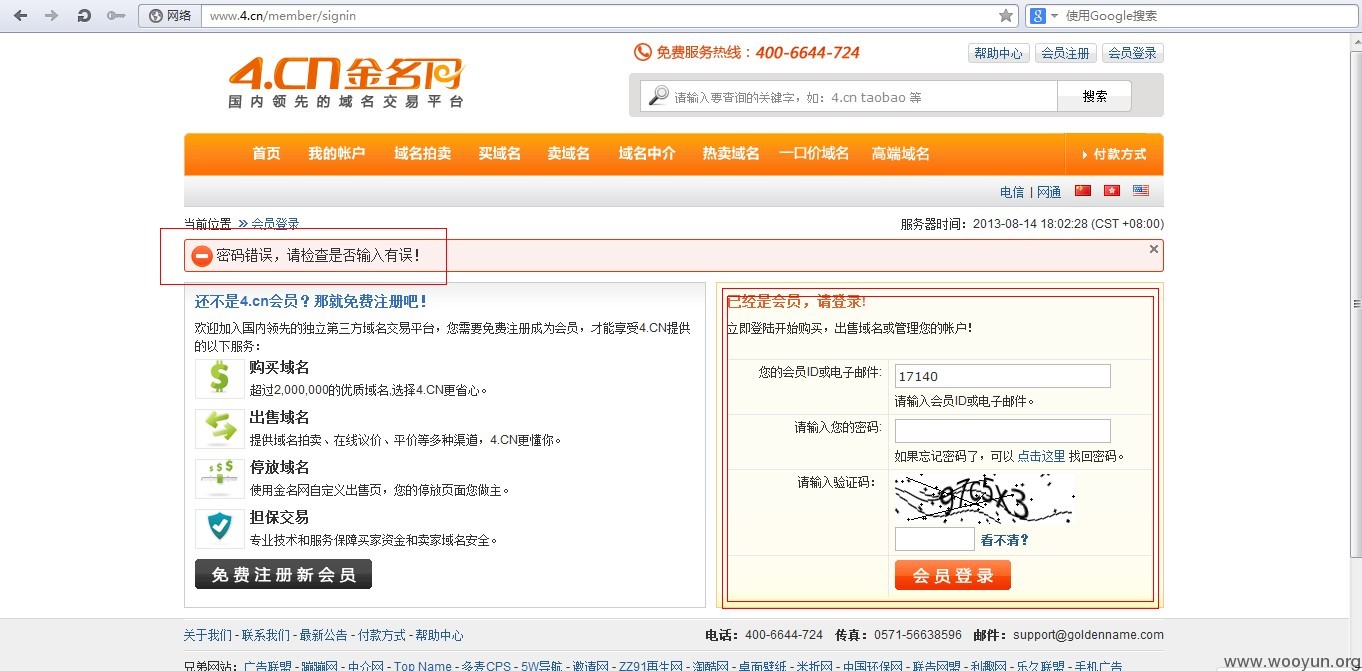 网络 www.4.cn/member/signin 使用Google搜索
4.CN金名网
国内领先的域名交易平台
免费服务热线：400-6644-724
帮助中心 会员注册 会员登录
请输入要查询的关键字，如：4.cn taobao 等 搜索
首页 我的帐户 域名拍卖 买域名 卖域名 域名中介 热卖域名 一口价域名 高端域名 付款方式
电信 | 网通
当前位置 » 会员登录 服务器时间：2013-08-14 18:02:28 (CST +08:00)
密码错误，请检查是否输入有误！
还不是4.cn会员？那就免费注册吧！
欢迎加入国内领先的独立第三方域名交易平台，您需要免费注册成为会员，才能享受4.CN提供
的以下服务：
购买域名
超过2,000,000的优质域名,选择4.CN更省心。
出售域名
提供域名拍卖、在线议价、平价等多种渠道，4.CN更懂你。
停放域名
使用金名网自定义出售页，您的停放页面您做主。
担保交易
专业技术和服务保障买家资金和卖家域名安全。
免费注册新会员
已经是会员，请登录!
立即登陆开始购买，出售域名或管理您的帐户！
您的会员ID或电子邮件: 17140
请输入会员ID或电子邮件。
请输入您的密码:
如果忘记密码了，可以 点击这里 找回密码。
请输入验证码： 97C5X3
看不清？
会员登录
关于我们 - 联系我们 - 最新公告 - 付款方式 - 帮助中心
电话：400-6644-724 传真：0571-56638596 邮件：support@goldenname.com
兄弟网站：广告联盟 - 蹦蹦网 - 中介网 - Top Name - 多麦CPS - 5W导航 - 邀请网 - ZZ91再生网 - 淘酷网 - 桌面壁纸 - 米折网 - 中国环保网 - 联告网盟 - 利趣网 - 乐久联盟 - 手机广告
www.wooyun.org